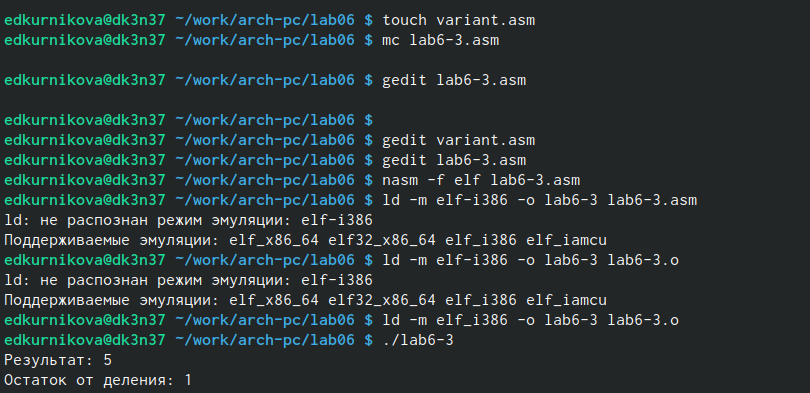 edkurnikova@dk3n37 ~/work/arch-pc/lab06 $ touch variant.asm
edkurnikova@dk3n37 ~/work/arch-pc/lab06 $ mc lab6-3.asm
edkurnikova@dk3n37 ~/work/arch-pc/lab06 $ gedit lab6-3.asm
edkurnikova@dk3n37 ~/work/arch-pc/lab06 $
edkurnikova@dk3n37 ~/work/arch-pc/lab06 $ gedit variant.asm
edkurnikova@dk3n37 ~/work/arch-pc/lab06 $ gedit lab6-3.asm
edkurnikova@dk3n37 ~/work/arch-pc/lab06 $ nasm -f elf lab6-3.asm
edkurnikova@dk3n37 ~/work/arch-pc/lab06 $ ld -m elf-i386 -o lab6-3 lab6-3.asm
ld: не распознан режим эмуляции: elf-i386
Поддерживаемые эмуляции: elf_x86_64 elf32_x86_64 elf_i386 elf_iamcu
edkurnikova@dk3n37 ~/work/arch-pc/lab06 $ ld -m elf-i386 -o lab6-3 lab6-3.o
ld: не распознан режим эмуляции: elf-i386
Поддерживаемые эмуляции: elf_x86_64 elf32_x86_64 elf_i386 elf_iamcu
edkurnikova@dk3n37 ~/work/arch-pc/lab06 $ ld -m elf_i386 -o lab6-3 lab6-3.o
edkurnikova@dk3n37 ~/work/arch-pc/lab06 $ ./lab6-3
Результат: 5
Остаток от деления: 1